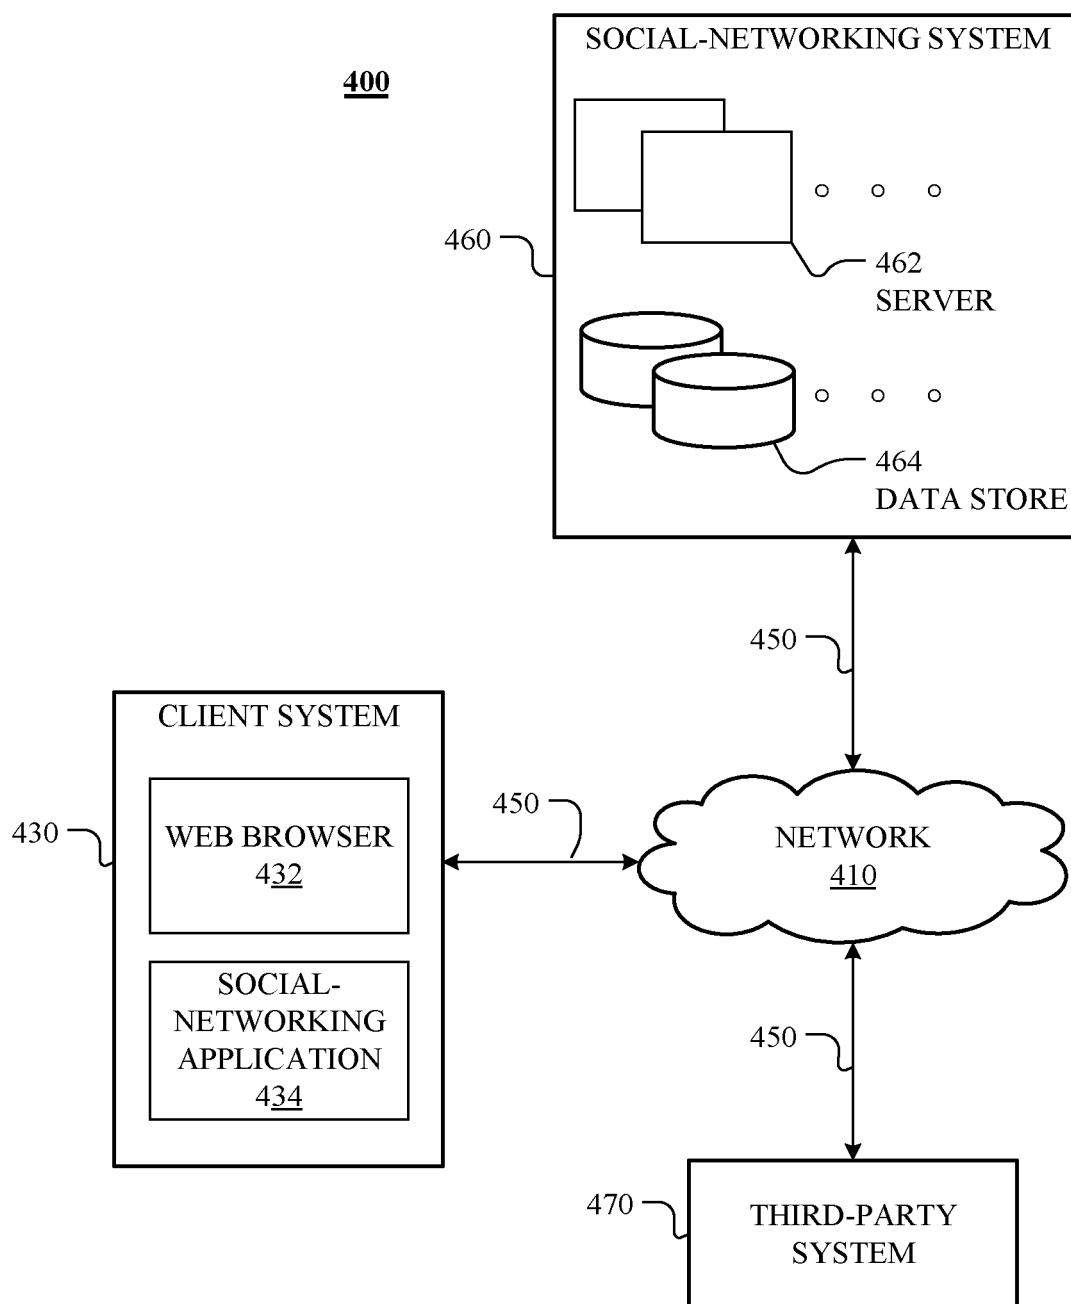 SOCIAL-NETWORKING SYSTEM
400
460
462
SERVER
464
DATA STORE
450
CLIENT SYSTEM
430
WEB BROWSER
432
450
NETWORK
410
SOCIAL-
NETWORKING
APPLICATION
434
450
470
THIRD-PARTY
SYSTEM